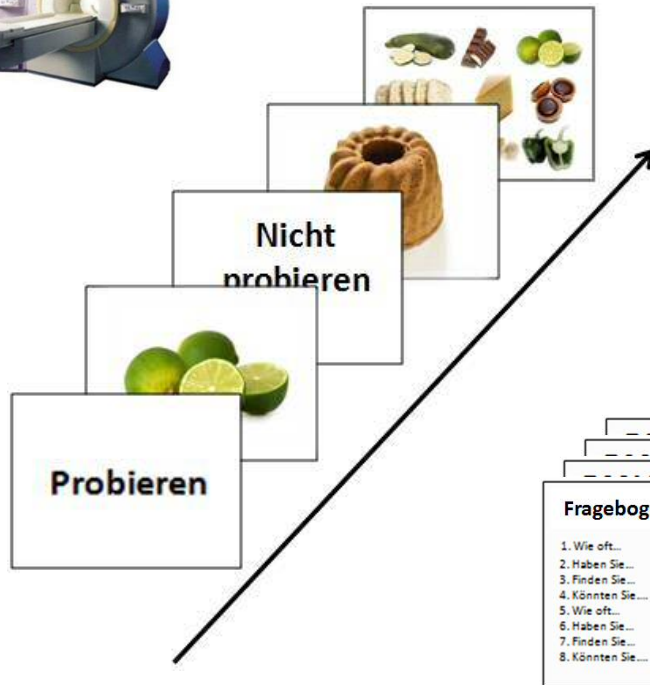 Nicht
probieren
Probieren
Fragebog
1. Wie oft...
2. Haben Sie...
3. Finden Sie...
4. Könnten Sie....
5. Wie oft...
6. Haben Sie...
7. Finden Sie...
8. Könnten Sie....